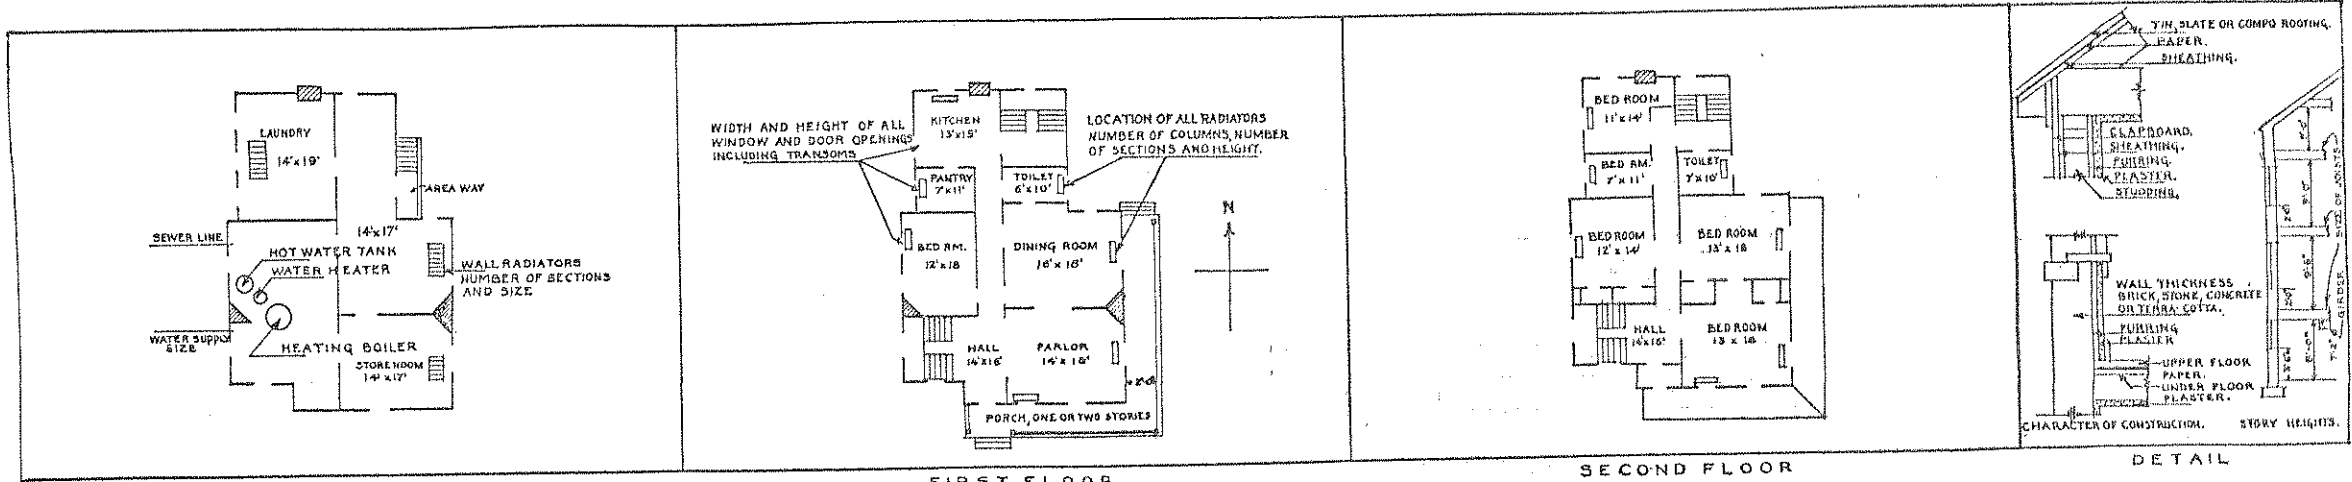 LAUNDRY
14'x19'
AREA WAY
SEWER LINE
14'x17'
HOT WATER TANK
WATER HEATER
WALL RADIATORS
NUMBER OF SECTIONS
AND SIZE
WATER SUPPLY
SIZE
HEATING BOILER
STOREROOM
14'x17'
WIDTH AND HEIGHT OF ALL
WINDOW AND DOOR OPENINGS
INCLUDING TRANSOMS
KITCHEN
13'x15'
LOCATION OF ALL RADIATORS
NUMBER OF COLUMNS, NUMBER
OF SECTIONS AND HEIGHT.
PANTRY
7'x11'
TOILET
6'x10'
BED RM.
12'x18
DINING ROOM
16'x18'
N
HALL
14'x16'
PARLOR
14'x18'
PORCH, ONE OR TWO STORIES
FIRST FLOOR
BED ROOM
11'x14'
BED RM.
7'x11'
TOILET
7'x10'
BED ROOM
12'x14'
BED ROOM
13'x18
HALL
14'x16'
BED ROOM
13 x 18
SECOND FLOOR
TIN, SLATE OR COMPO ROOFING.
PAPER.
SHEATHING.
CLAPBOARD.
SHEATHING.
FURRING.
PLASTER.
STUDDING.
WALL THICKNESS
BRICK, STONE, CONCRETE
OR TERRA-COTTA.
FURRING
PLASTER
UPPER FLOOR
PAPER.
UNDER FLOOR
PLASTER.
CHARACTER OF CONSTRUCTION.
SIZE OF JOISTS
GIRDER
STORY HEIGHTS.
DETAIL